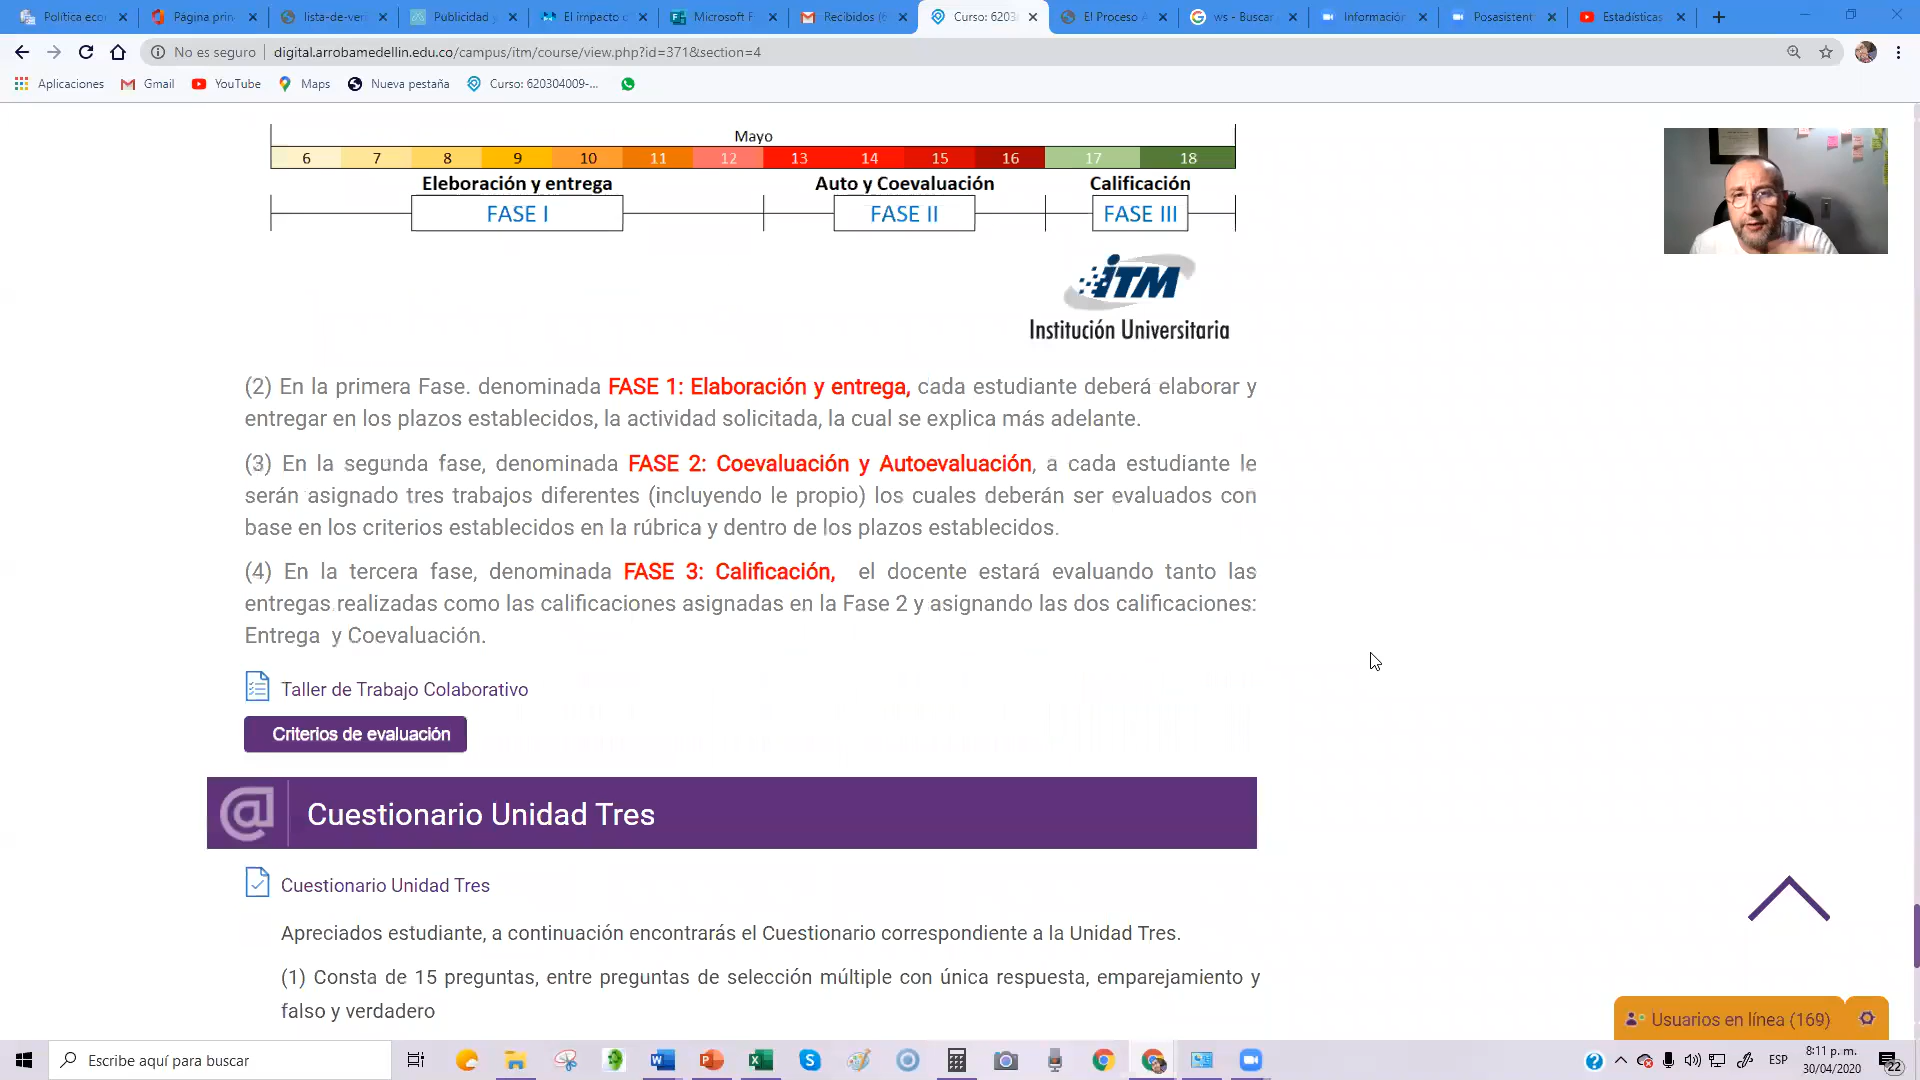 Política eco
Página prin
lista-de-ver
Publicidad y
El impacto c
Microsoft F
Recibidos (6
Curso: 6203
El Proceso A
ws - Buscar
Información
Posasistent
Estadísticas
No es seguro | digital.arrobamedellin.edu.co/campus/itm/course/view.php?id=371&section=4
Aplicaciones
Gmail
YouTube
Maps
Nueva pestaña
Curso: 620304009-...
Mayo
6 7 8 9 10 11 12 13 14 15 16 17 18
Eleboración y entrega
Auto y Coevaluación
Calificación
FASE I
FASE II
FASE III
iTM
Institución Universitaria
(2) En la primera Fase. denominada FASE 1: Elaboración y entrega, cada estudiante deberá elaborar y
entregar en los plazos establecidos, la actividad solicitada, la cual se explica más adelante.
(3) En la segunda fase, denominada FASE 2: Coevaluación y Autoevaluación, a cada estudiante le
serán asignado tres trabajos diferentes (incluyendo le propio) los cuales deberán ser evaluados con
base en los criterios establecidos en la rúbrica y dentro de los plazos establecidos.
(4) En la tercera fase, denominada FASE 3: Calificación, el docente estará evaluando tanto las
entregas realizadas como las calificaciones asignadas en la Fase 2 y asignando las dos calificaciones:
Entrega y Coevaluación.
Taller de Trabajo Colaborativo
Criterios de evaluación
@ Cuestionario Unidad Tres
Cuestionario Unidad Tres
Apreciados estudiante, a continuación encontrarás el Cuestionario correspondiente a la Unidad Tres.
(1) Consta de 15 preguntas, entre preguntas de selección múltiple con única respuesta, emparejamiento y
falso y verdadero
Usuarios en línea (169)
Escribe aquí para buscar
ESP
8:11 p. m.
30/04/2020
22